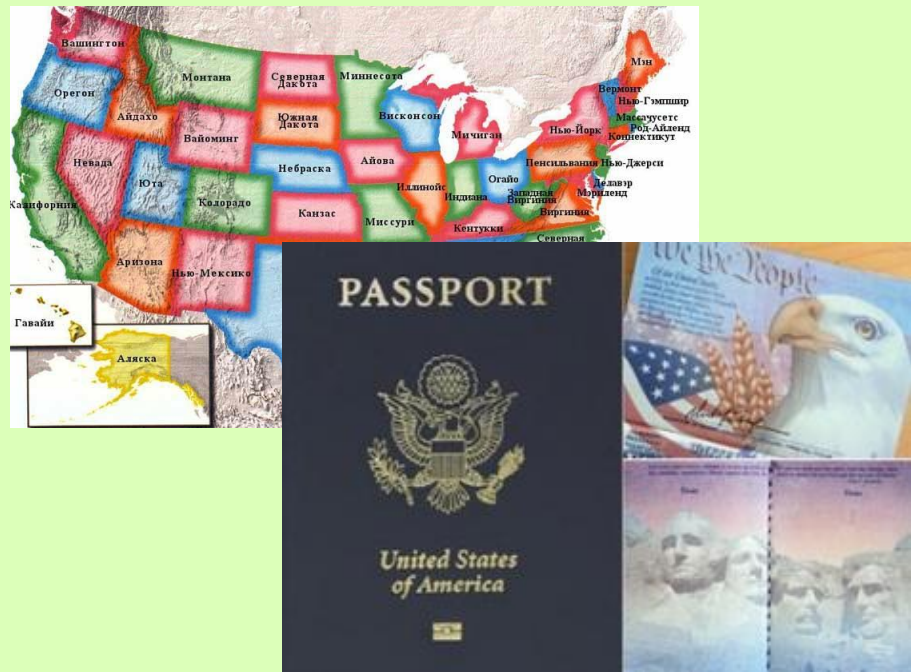 Вашингтон
Орегон
Айдахо
Монтана
Северная
Дакота
Миннесота
Южная
Дакота
Висконсон
Мичиган
Вайоминг
Невада
Юта
Небраска
Айова
Колорадо
Канзас
Миссури
Иллинойс
Индиана
Огайо
Кентукки
Западная
Виргиния
Виргиния
Северная
Пенсильвания
Нью-Йорк
Мэн
Вермонт
Нью-Гэмпшир
Массачусетс
Род-Айленд
Коннектикут
Нью-Джерси
Делавэр
Мэриленд
Калифорния
Аризона
Нью-Мексико
Гавайи
Аляска
PASSPORT
United States
of America
We the People